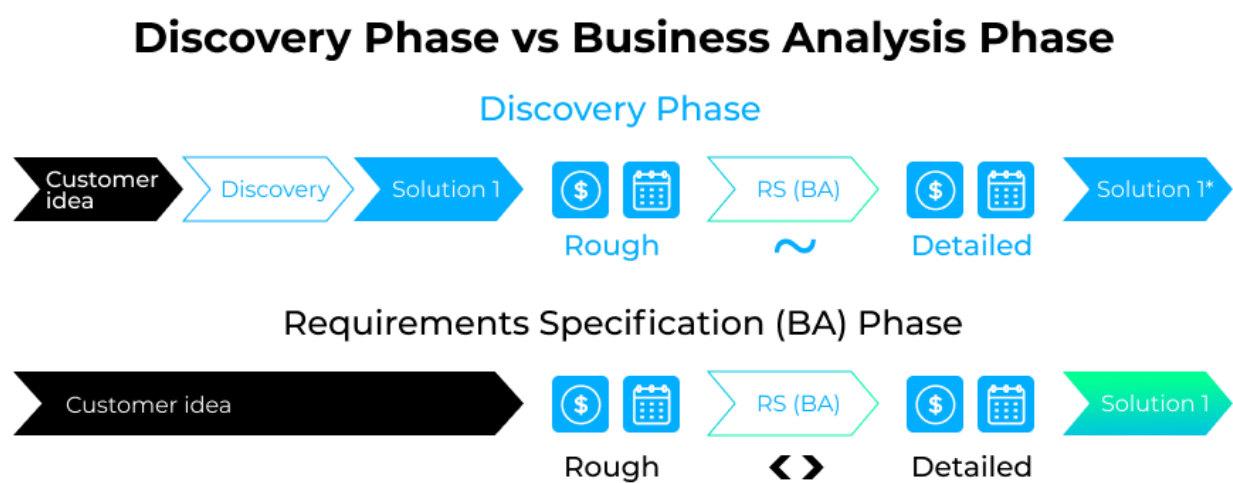 Discovery Phase vs Business Analysis Phase
Discovery Phase
Customer
idea
Discovery
Solution 1
$
RS (BA)
$
Solution 1*
Rough
~
Detailed
Requirements Specification (BA) Phase
Customer idea
$
RS (BA)
$
Solution 1
Rough
< >
Detailed